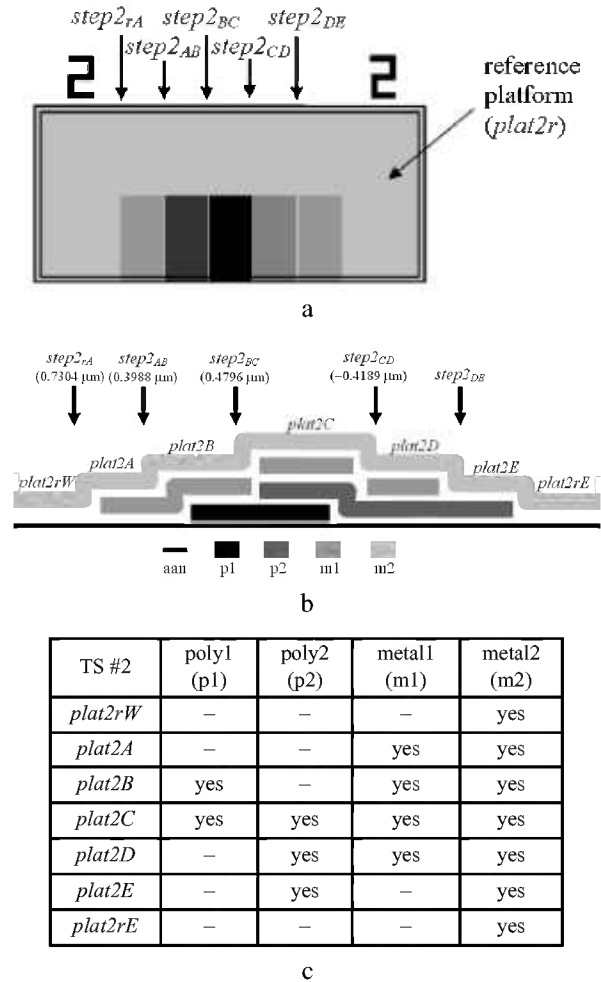 step2rA step2BC step2DE
step2AB step2CD
2 2
reference
platform
(plat2r)
a
step2rA step2AB step2BC step2CD step2DE
(0.7304 µm) (0.3988 µm) (0.4796 µm) (−0.4189 µm)
plat2C
plat2B plat2D
plat2A plat2E
plat2rW plat2rE
aan p1 p2 m1 m2
b
TS #2 poly1 (p1) poly2 (p2) metal1 (m1) metal2 (m2)
plat2rW – – – yes
plat2A – – yes yes
plat2B yes – yes yes
plat2C yes yes yes yes
plat2D – yes yes yes
plat2E – yes – yes
plat2rE – – – yes
c